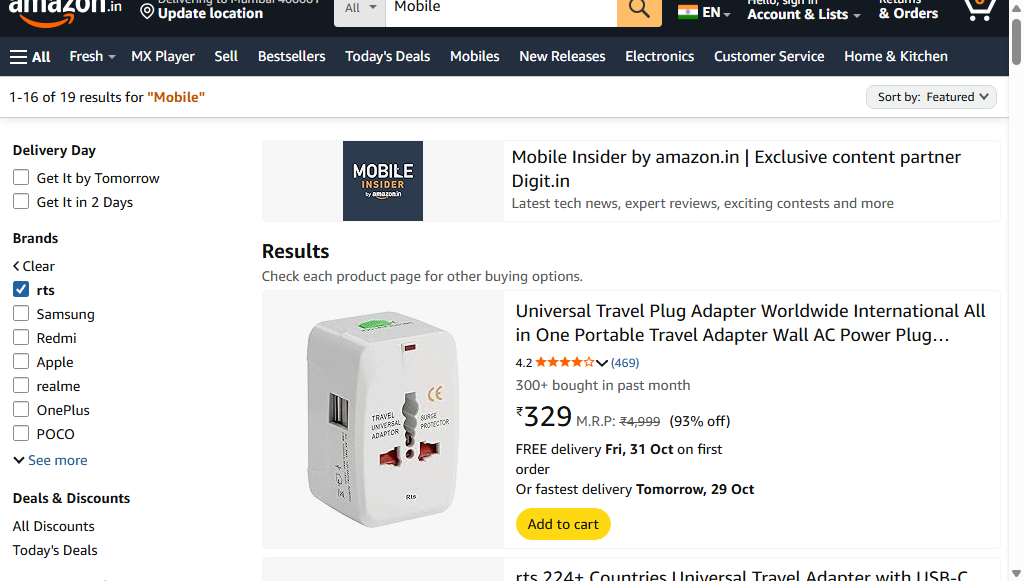 amazon.in
Delivering to Mumbai 400001
Update location
All
Mobile
EN
Hello, sign in
Account & Lists
Returns
& Orders
0
All
Fresh
MX Player
Sell
Bestsellers
Today's Deals
Mobiles
New Releases
Electronics
Customer Service
Home & Kitchen
1-16 of 19 results for "Mobile"
Sort by: Featured
Delivery Day
Get It by Tomorrow
Get It in 2 Days
Brands
Clear
rts
Samsung
Redmi
Apple
realme
OnePlus
POCO
See more
Deals & Discounts
All Discounts
Today's Deals
MOBILE
INSIDER
by amazon.in
Mobile Insider by amazon.in | Exclusive content partner
Digit.in
Latest tech news, expert reviews, exciting contests and more
Results
Check each product page for other buying options.
TRAVEL
UNIVERSAL
ADAPTOR
CE
SURGE
PROTECTOR
Rts
Universal Travel Plug Adapter Worldwide International All
in One Portable Travel Adapter Wall AC Power Plug...
4.2 (469)
300+ bought in past month
₹329 M.R.P: ₹4,999 (93% off)
FREE delivery Fri, 31 Oct on first
order
Or fastest delivery Tomorrow, 29 Oct
Add to cart
rts 224+ Countries Universal Travel Adapter with USB-C